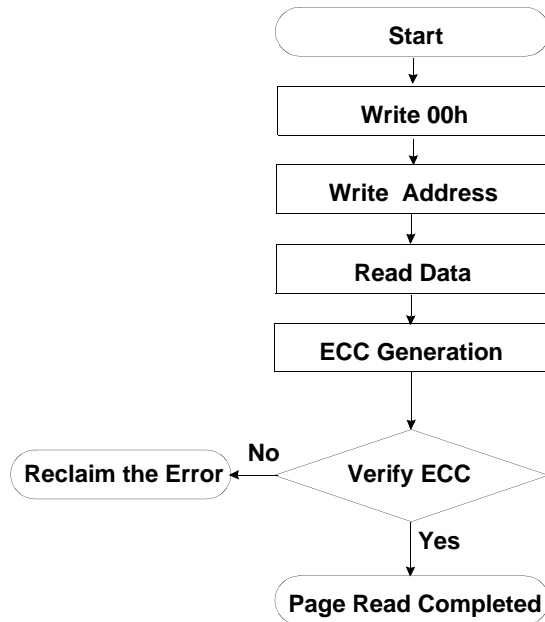 Start
Write 00h
Write Address
Read Data
ECC Generation
No
Reclaim the Error
Verify ECC
Yes
Page Read Completed